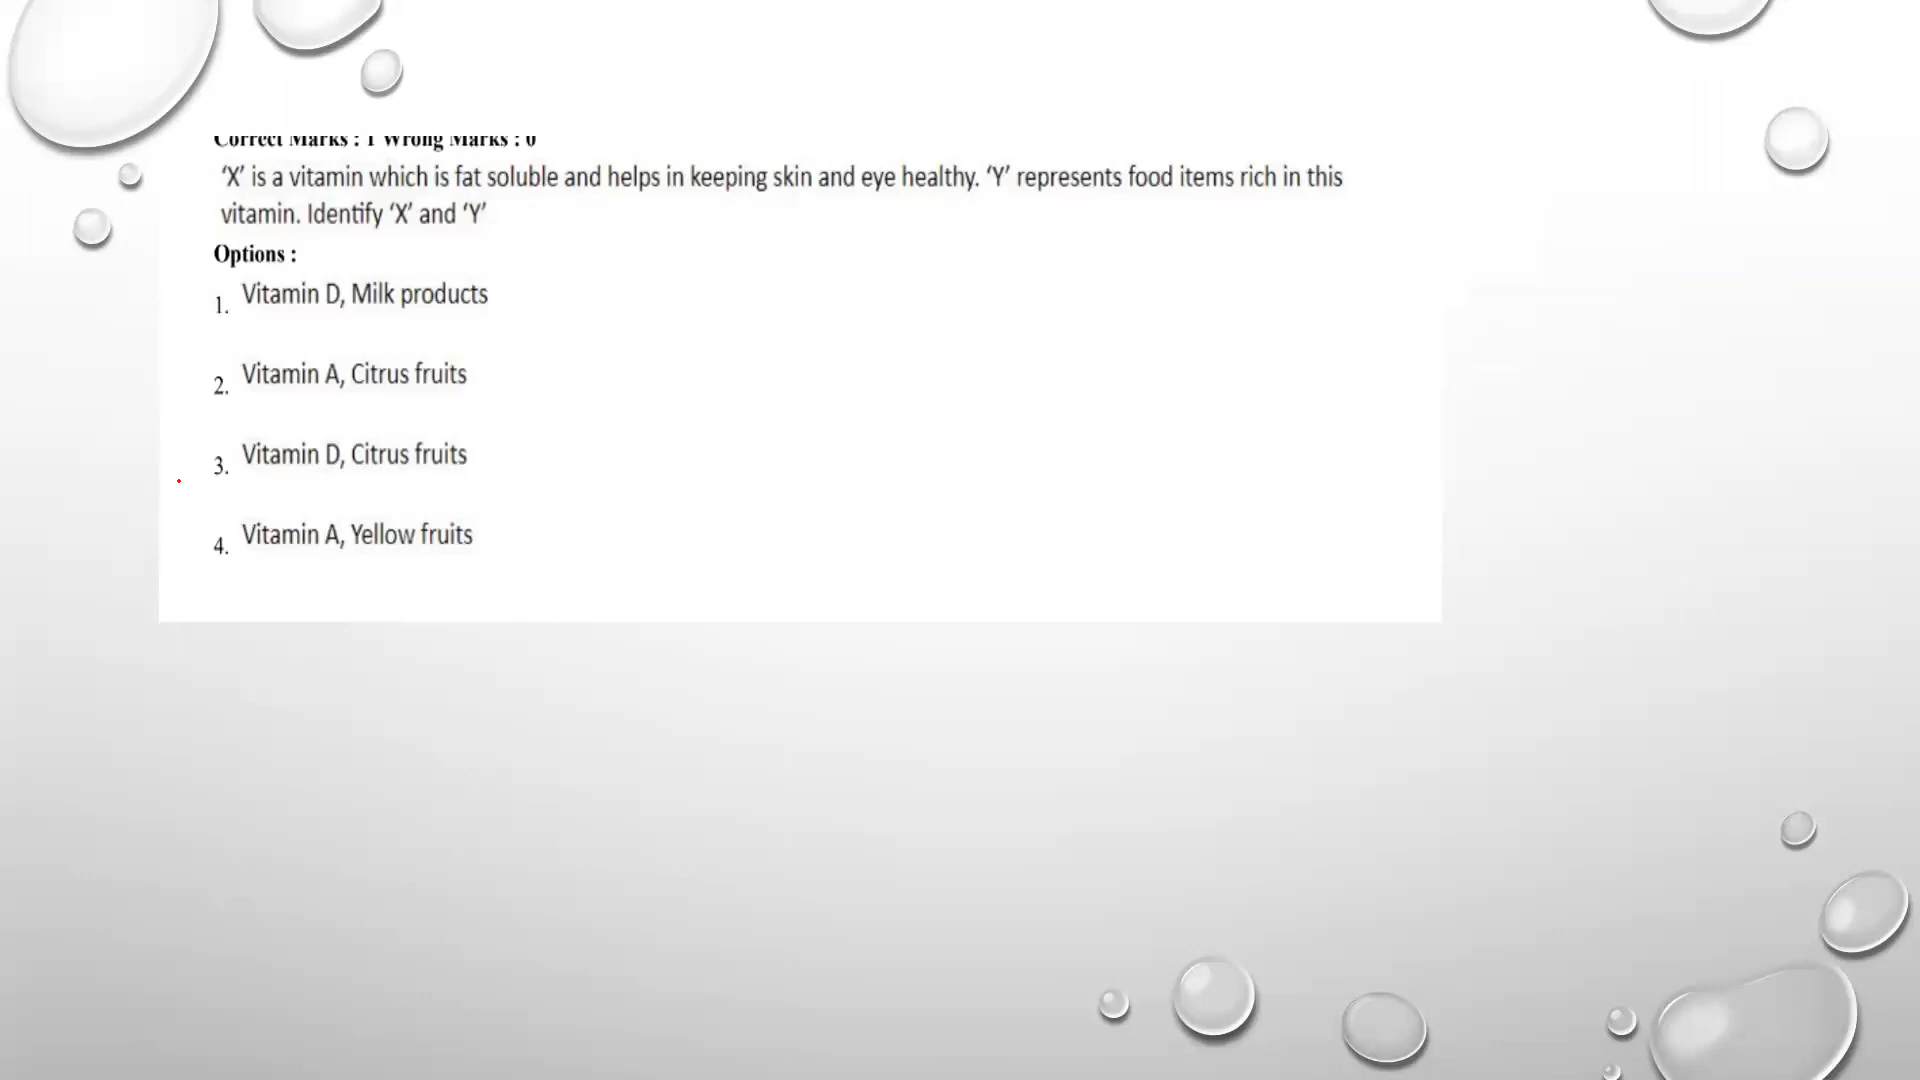 Correct Marks : 1 Wrong Marks : 0
‘X’ is a vitamin which is fat soluble and helps in keeping skin and eye healthy. ‘Y’ represents food items rich in this
vitamin. Identify ‘X’ and ‘Y’
Options :
1. Vitamin D, Milk products
2. Vitamin A, Citrus fruits
3. Vitamin D, Citrus fruits
4. Vitamin A, Yellow fruits